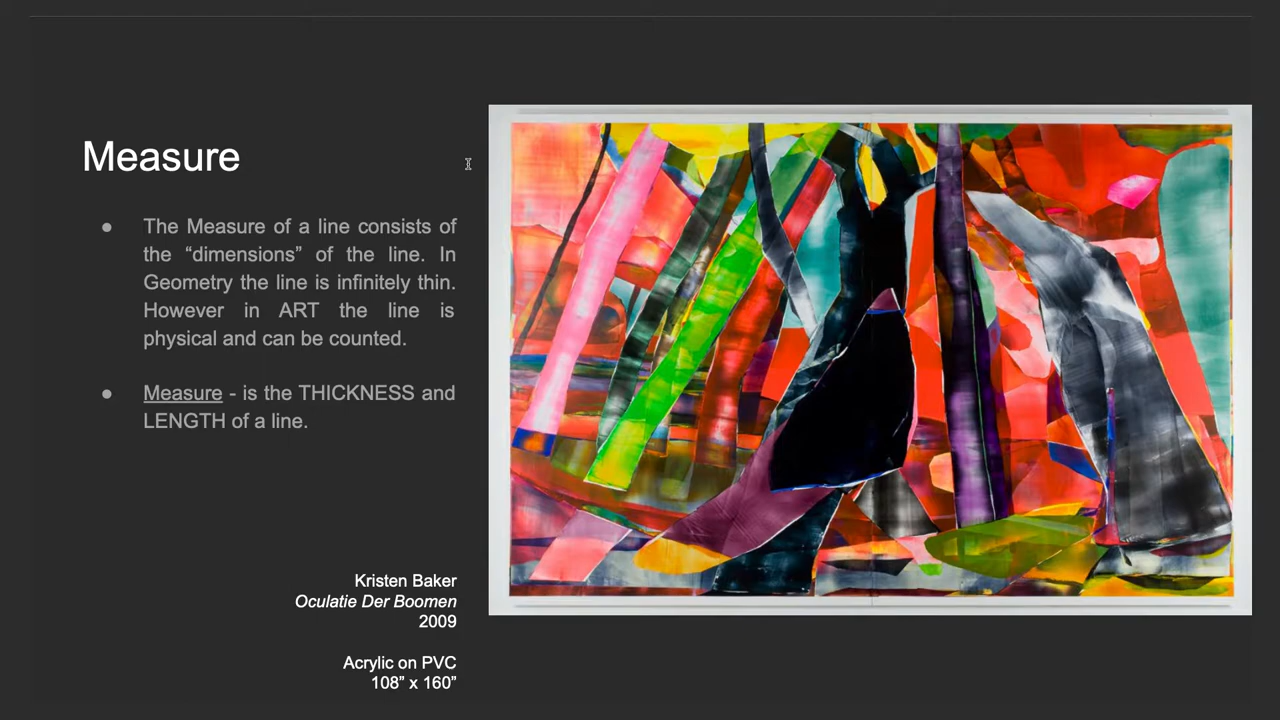 Measure
● The Measure of a line consists of
the “dimensions” of the line. In
Geometry the line is infinitely thin.
However in ART the line is
physical and can be counted.
● Measure - is the THICKNESS and
LENGTH of a line.
Kristen Baker
Oculatie Der Boomen
2009
Acrylic on PVC
108” x 160”